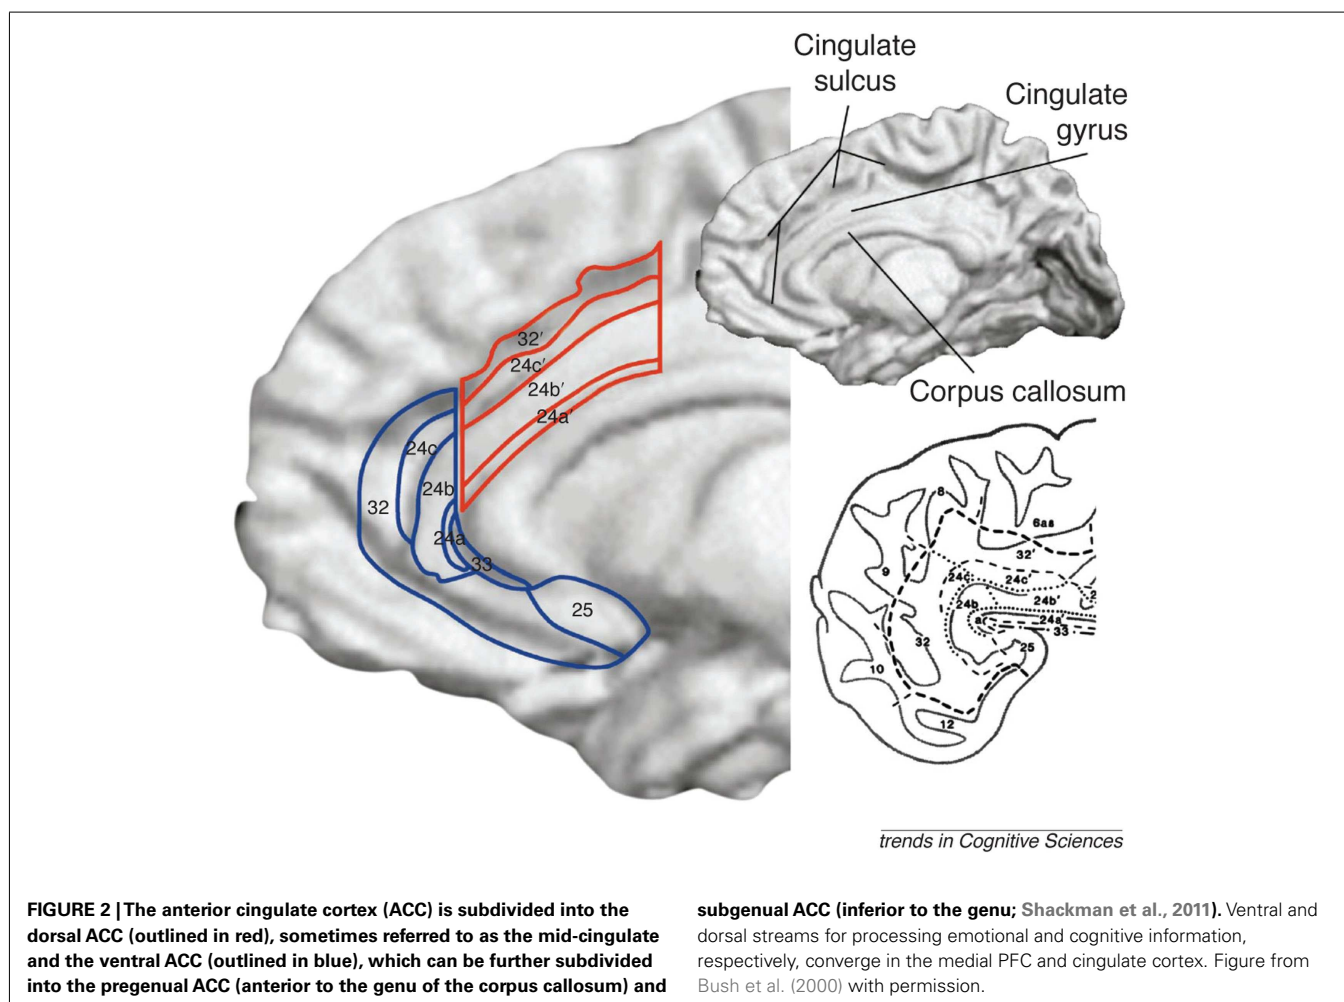 Cingulate
sulcus
Cingulate
gyrus
Corpus callosum
32′
24c′
24b′
24a′
24c
24b
32
24a
33
25
8
6aa
32′
9
24c
24c′
24b
24b′
2
a
24a′
33
32
25
10
12
trends in Cognitive Sciences
FIGURE 2 | The anterior cingulate cortex (ACC) is subdivided into the
dorsal ACC (outlined in red), sometimes referred to as the mid-cingulate
and the ventral ACC (outlined in blue), which can be further subdivided
into the pregenual ACC (anterior to the genu of the corpus callosum) and
subgenual ACC (inferior to the genu; Shackman et al., 2011). Ventral and
dorsal streams for processing emotional and cognitive information,
respectively, converge in the medial PFC and cingulate cortex. Figure from
Bush et al. (2000) with permission.